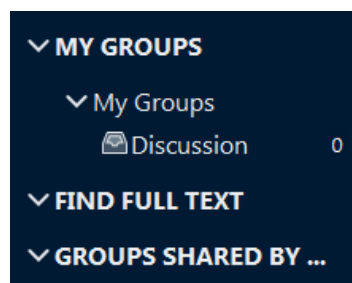 MY GROUPS
My Groups
Discussion 0
FIND FULL TEXT
GROUPS SHARED BY ...